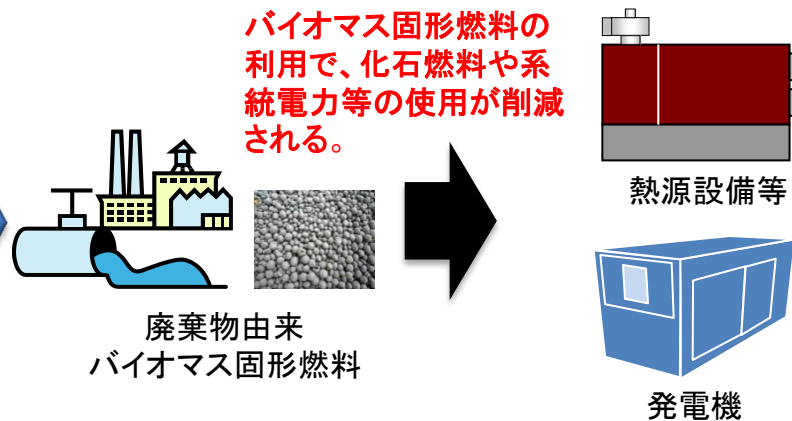 バイオマス固形燃料の
利用で、化石燃料や系
統電力等の使用が削減
される。
熱源設備等
廃棄物由来
バイオマス固形燃料
発電機